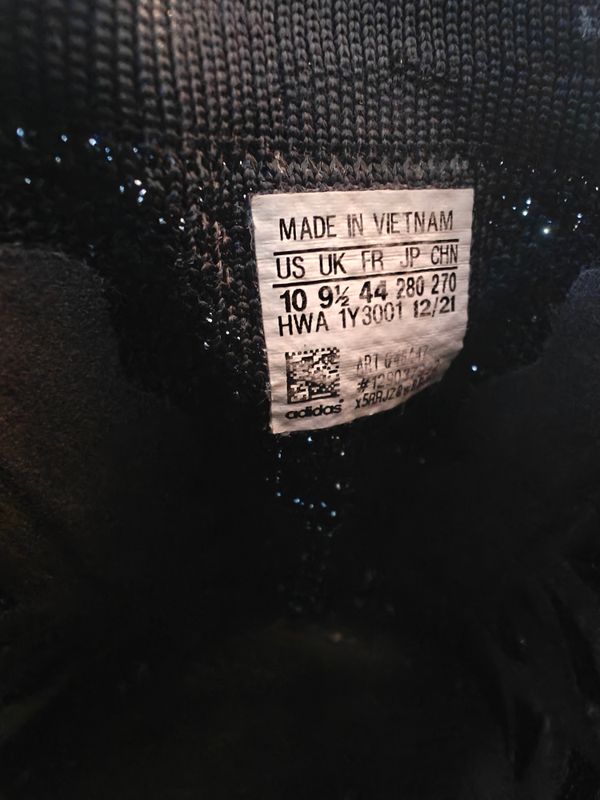 MADE IN VIETNAM
US UK FR JP CHN
10 9½ 44 280 270
HWA 1Y3001 12/21
ART
adidas